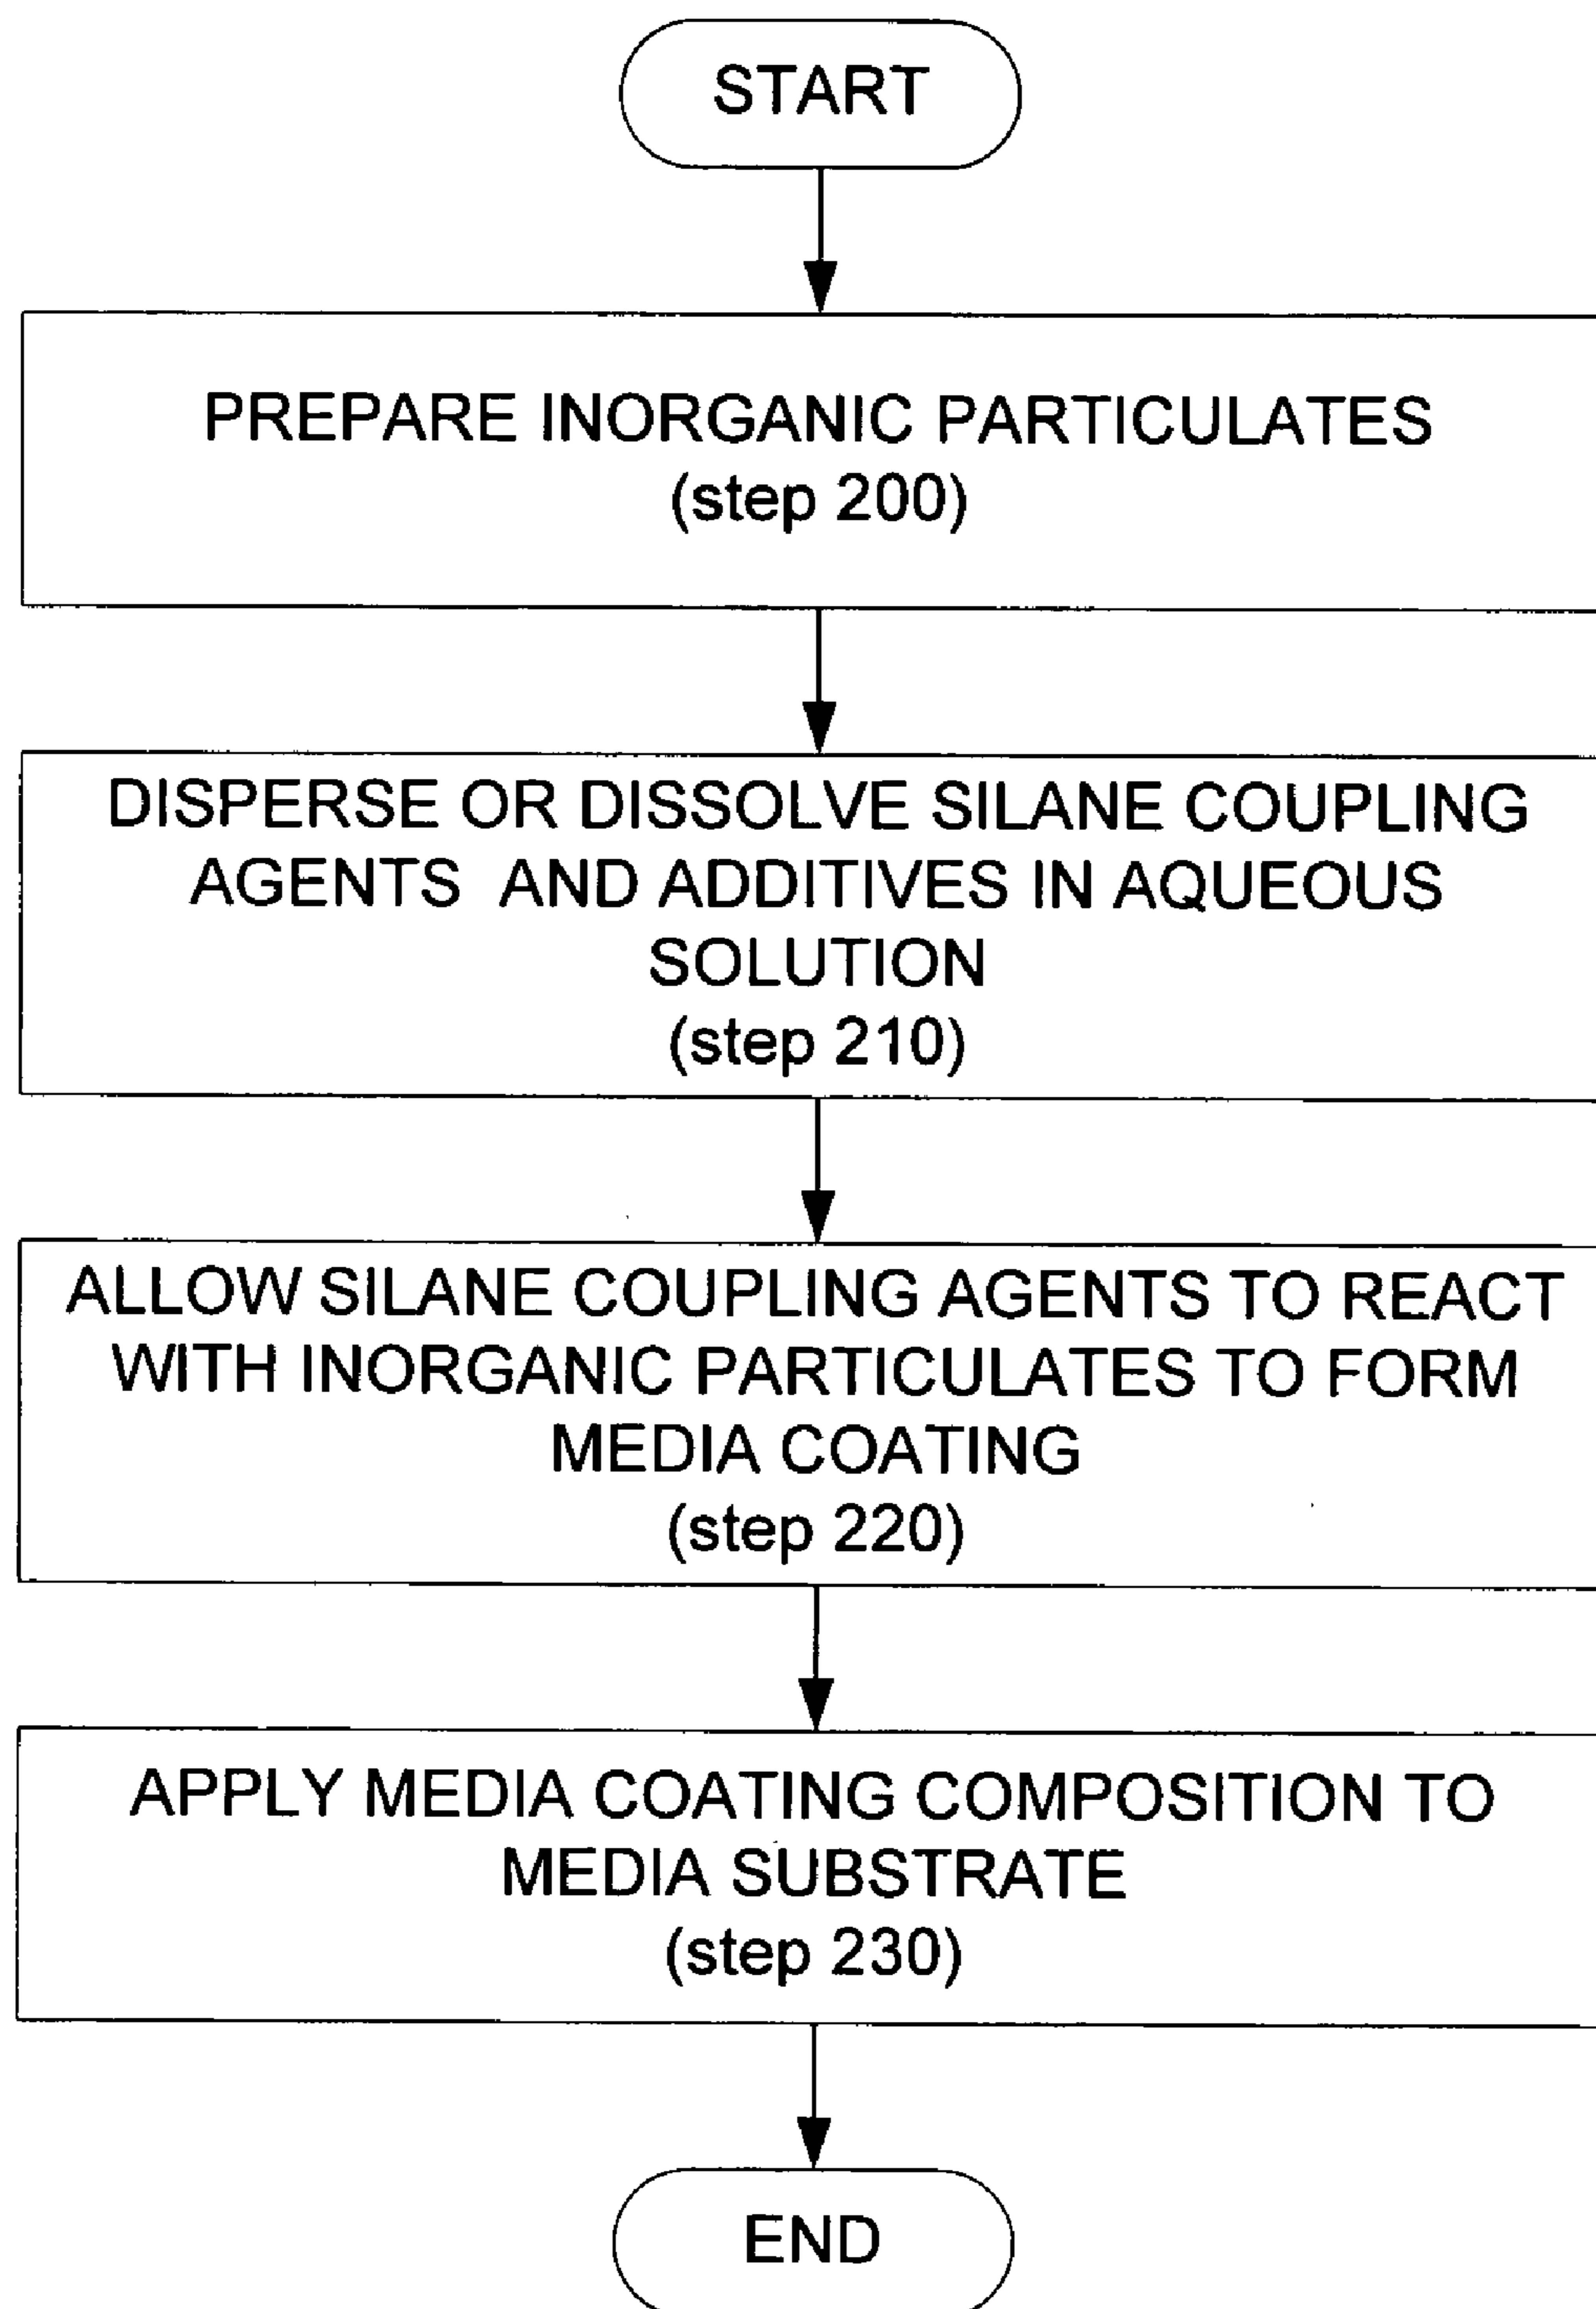 START
PREPARE INORGANIC PARTICULATES
(step 200)
DISPERSE OR DISSOLVE SILANE COUPLING
AGENTS AND ADDITIVES IN AQUEOUS
SOLUTION
(step 210)
ALLOW SILANE COUPLING AGENTS TO REACT
WITH INORGANIC PARTICULATES TO FORM
MEDIA COATING
(step 220)
APPLY MEDIA COATING COMPOSITION TO
MEDIA SUBSTRATE
(step 230)
END